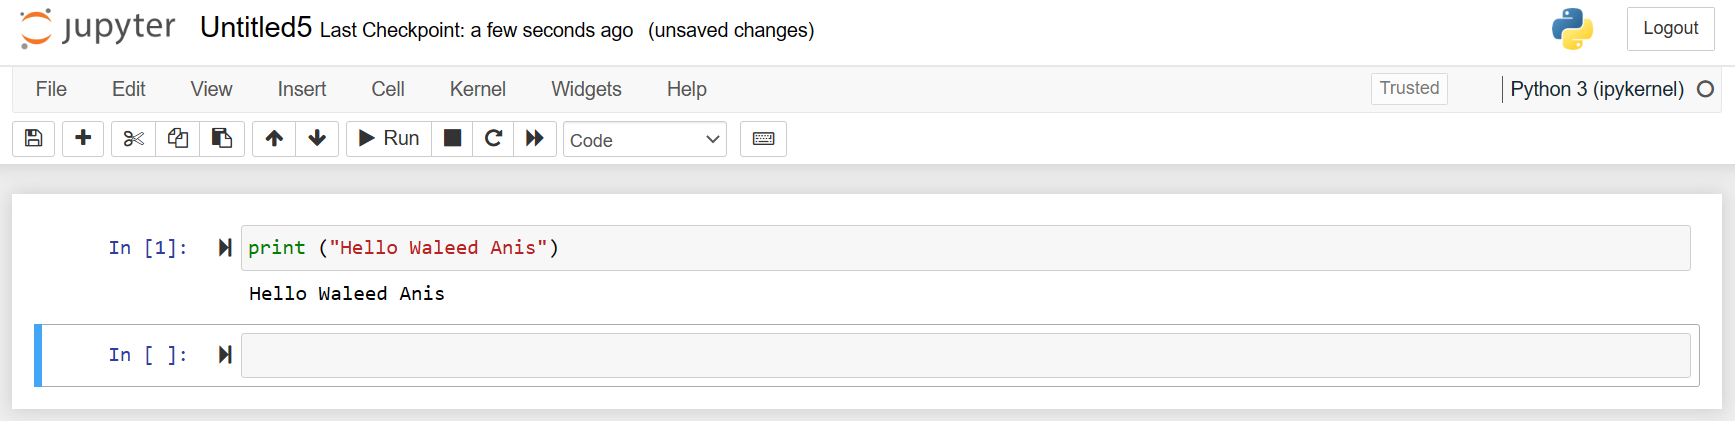 jupyter Untitled5 Last Checkpoint: a few seconds ago (unsaved changes) Logout
File Edit View Insert Cell Kernel Widgets Help Trusted Python 3 (ipykernel)
Run Code
In [1]: print ("Hello Waleed Anis")
Hello Waleed Anis
In [ ]: